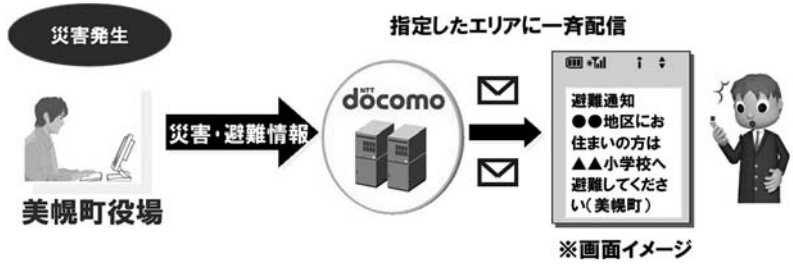 災害発生
指定したエリアに一斉配信
美幌町役場
災害・避難情報
NTT
docomo
避難通知
●●地区にお
住まいの方は
▲▲小学校へ
避難してくださ
い(美幌町)
※画面イメージ